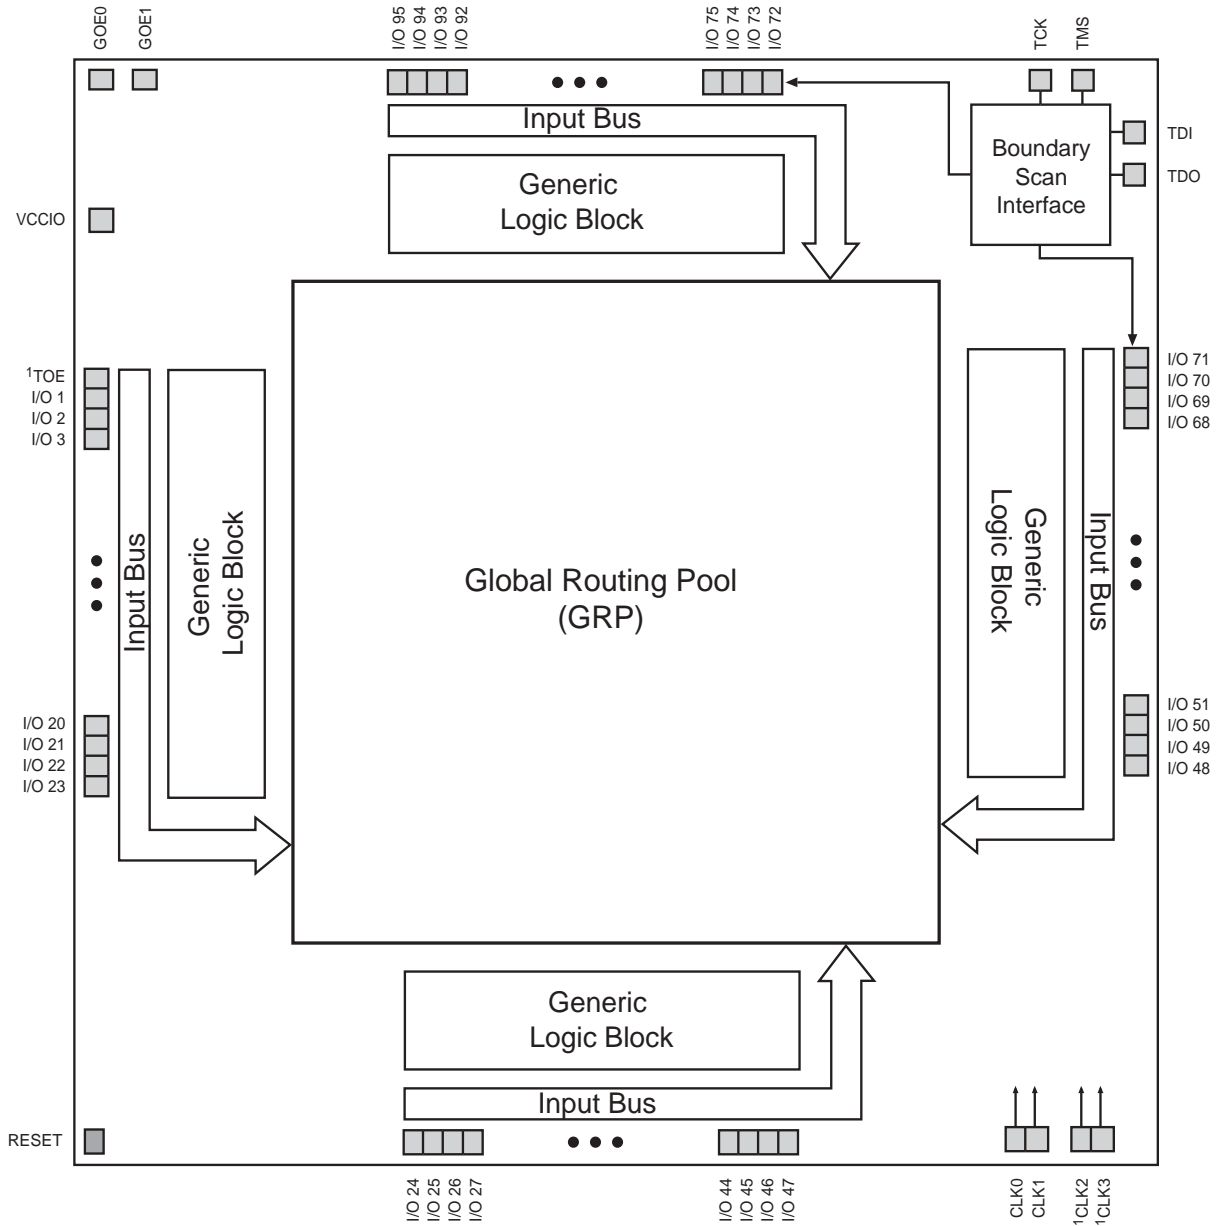 GOE0
GOE1
I/O 95
I/O 94
I/O 93
I/O 92
I/O 75
I/O 74
I/O 73
I/O 72
TCK
TMS
Input Bus
Generic
Logic Block
Boundary
Scan
Interface
TDI
TDO
VCCIO
1TOE
I/O 1
I/O 2
I/O 3
Input Bus
Generic
Logic Block
I/O 20
I/O 21
I/O 22
I/O 23
Global Routing Pool
(GRP)
Generic
Logic Block
Input Bus
I/O 71
I/O 70
I/O 69
I/O 68
I/O 51
I/O 50
I/O 49
I/O 48
Generic
Logic Block
Input Bus
RESET
I/O 24
I/O 25
I/O 26
I/O 27
I/O 44
I/O 45
I/O 46
I/O 47
CLK0
CLK1
1CLK2
1CLK3